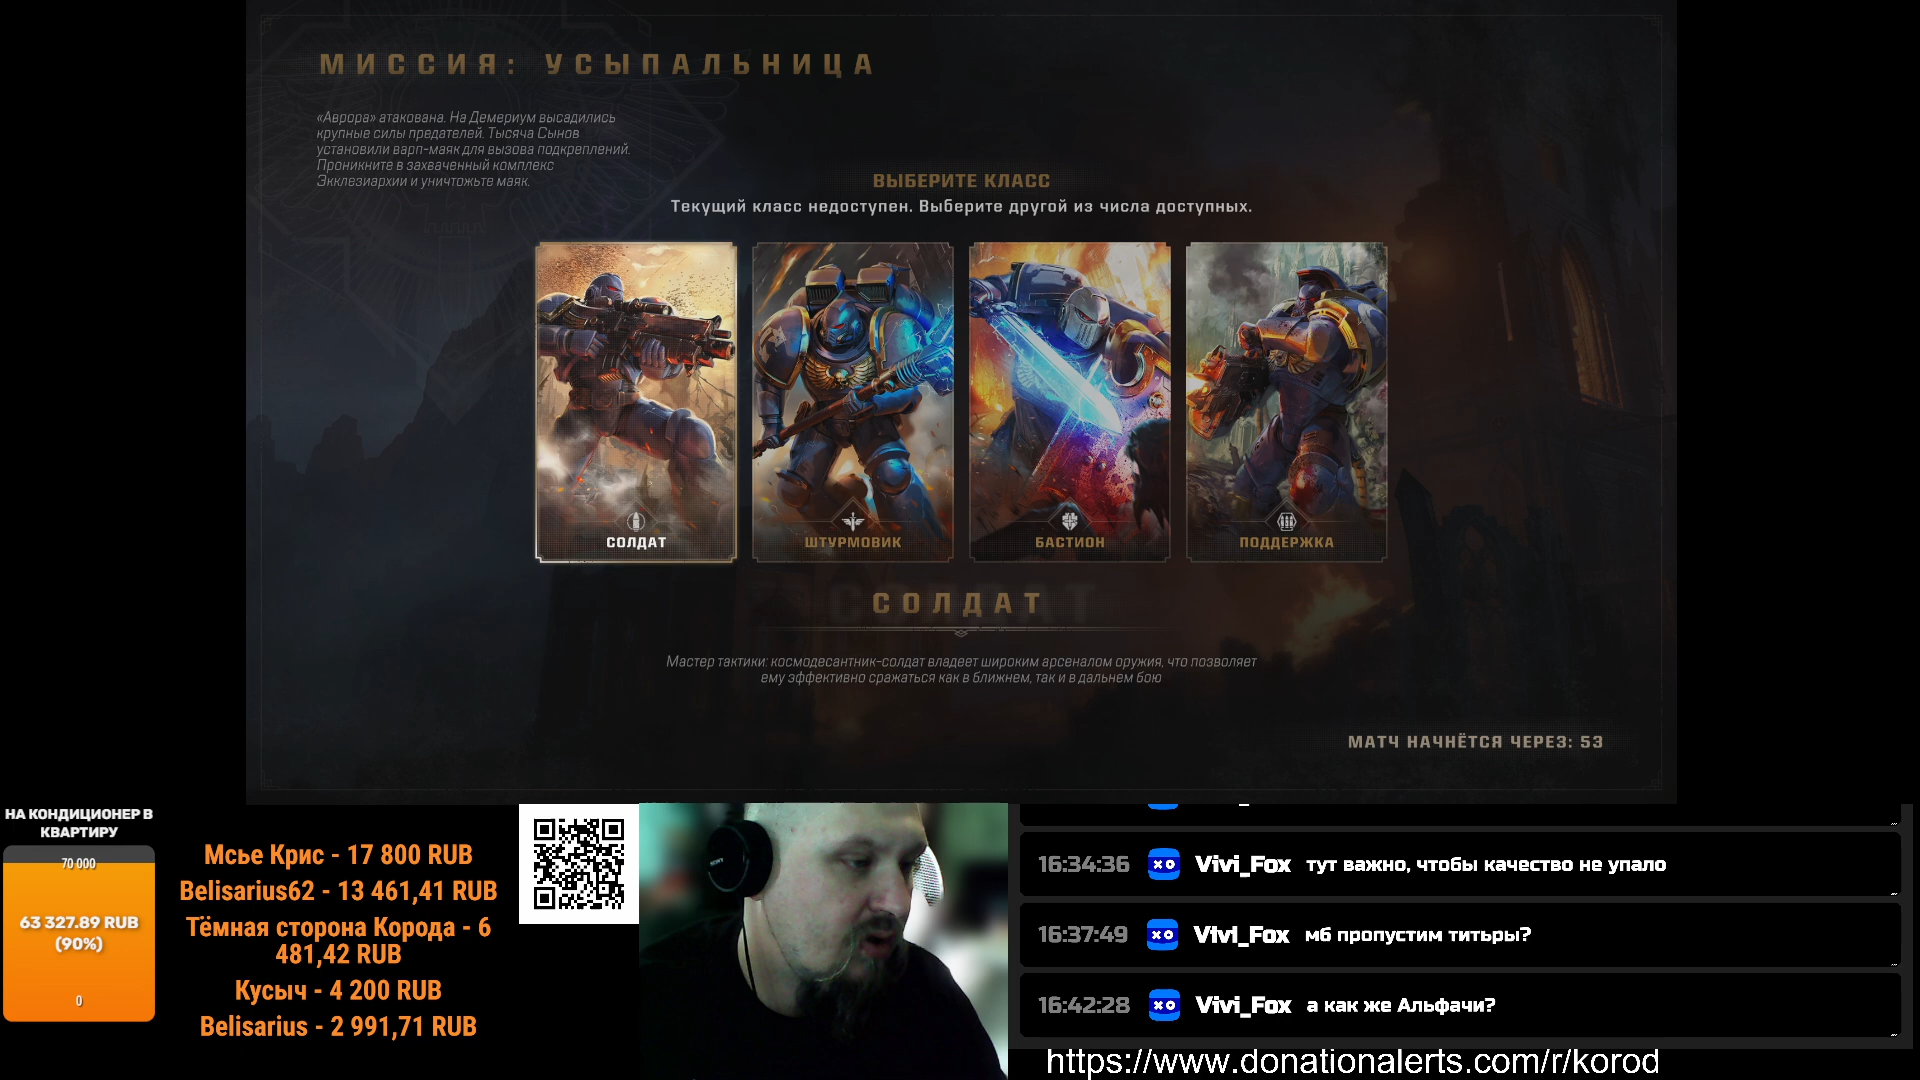 МИССИЯ: УСЫПАЛЬНИЦА
«Аврора» атакована. На Демериум высадились
крупные силы предателей. Тысяча Сынов
установили варп-маяк для вызова подкреплений.
Проникните в захваченный комплекс
Экклезиархии и уничтожьте маяк.
ВЫБЕРИТЕ КЛАСС
Текущий класс недоступен. Выберите другой из числа доступных.
СОЛДАТ
ШТУРМОВИК
БАСТИОН
ПОДДЕРЖКА
СОЛДАТ
Мастер тактики: космодесантник-солдат владеет широким арсеналом оружия, что позволяет
ему эффективно сражаться как в ближнем, так и в дальнем бою
МАТЧ НАЧНЁТСЯ ЧЕРЕЗ: 53
НА КОНДИЦИОНЕР В
КВАРТИРУ
70 000
63 327.89 RUB
(90%)
0
Мсье Крис - 17 800 RUB
Belisarius62 - 13 461,41 RUB
Тёмная сторона Корода - 6
481,42 RUB
Кусыч - 4 200 RUB
Belisarius - 2 991,71 RUB
SONY
16:34:36 Vivi_Fox тут важно, чтобы качество не упало
16:37:49 Vivi_Fox мб пропустим титьры?
16:42:28 Vivi_Fox а как же Альфачи?
https://www.donationalerts.com/r/korod